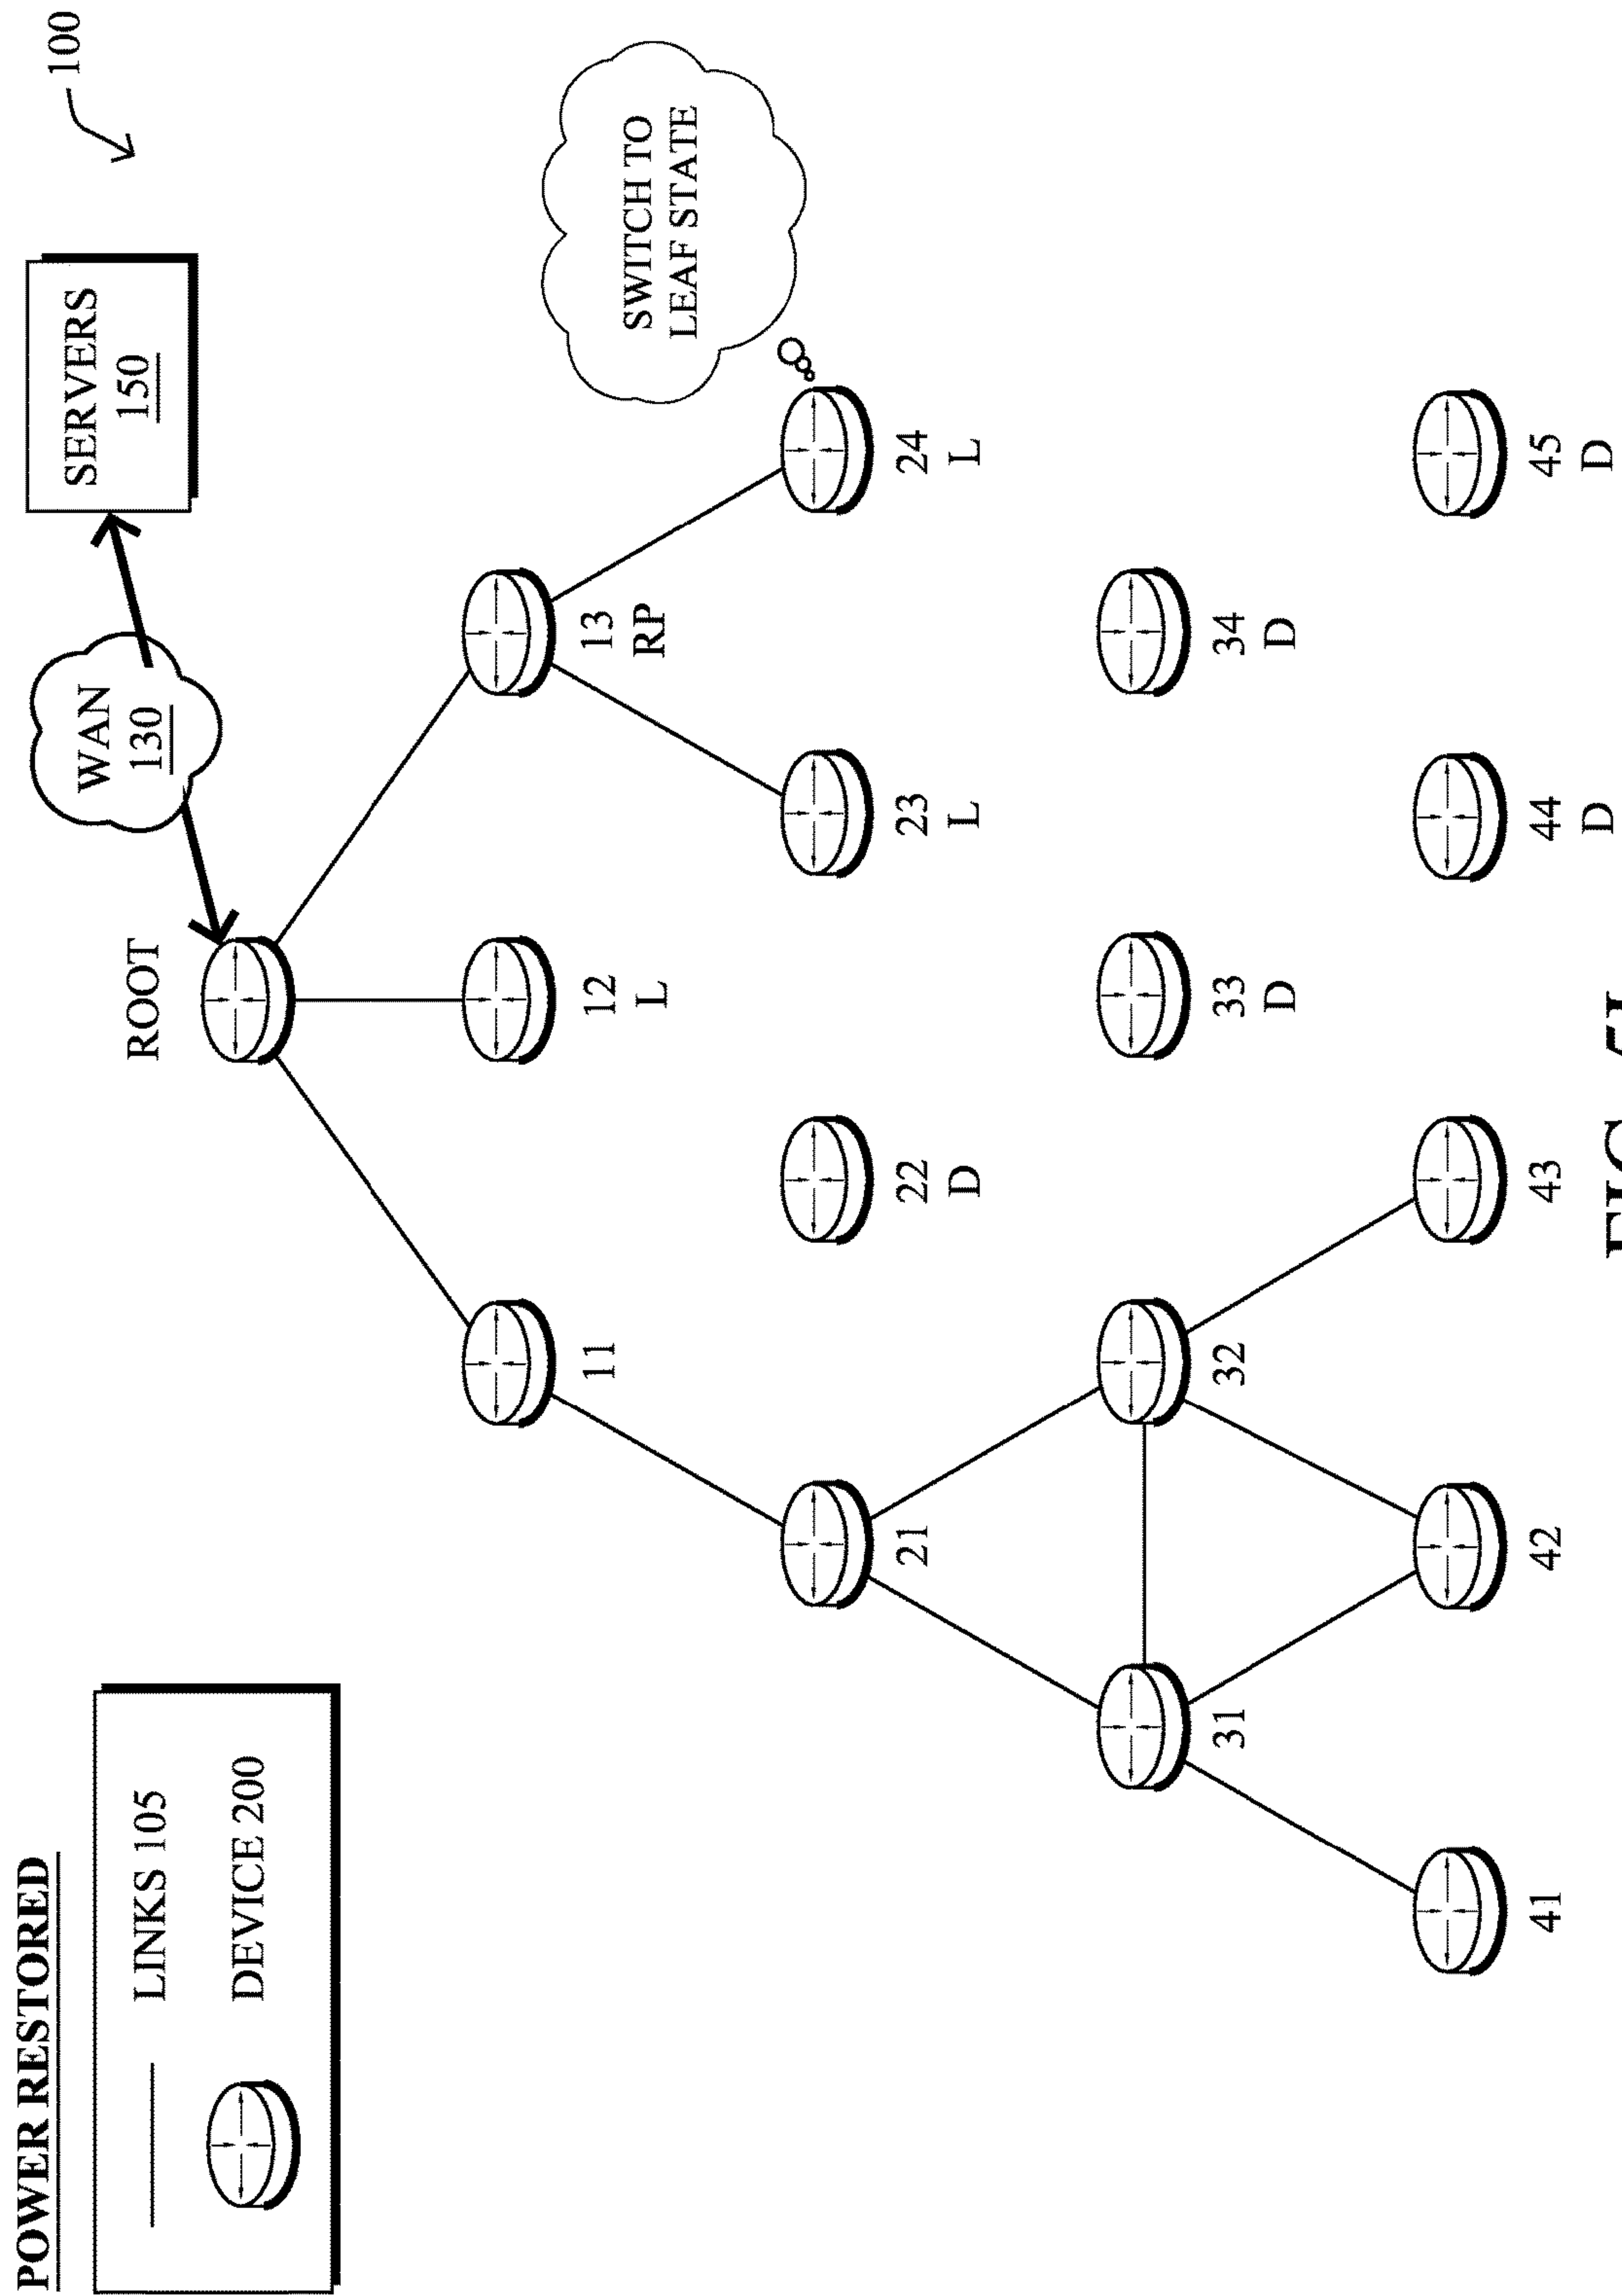 POWER RESTORED
100
LINKS 105
DEVICE 200
WAN
130
SERVERS
150
ROOT
SWITCH TO
LEAF STATE
11
12
L
13
RP
21
22
D
23
L
24
L
31
32
33
D
34
D
41
42
43
44
D
45
D
FIG